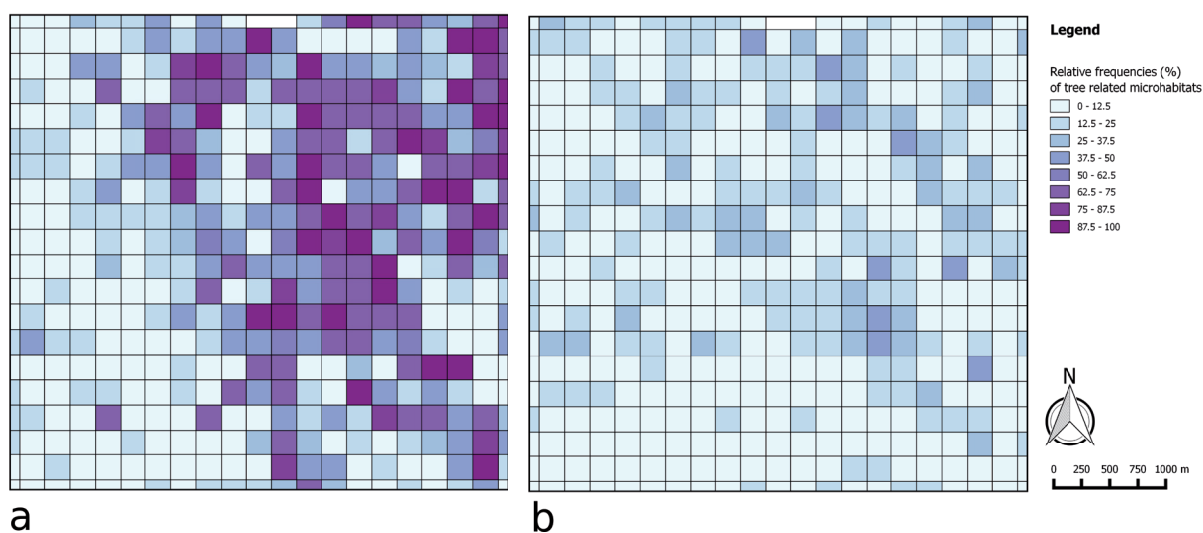 Legend
Relative frequencies (%)
of tree related microhabitats
0 - 12.5
12.5 - 25
25 - 37.5
37.5 - 50
50 - 62.5
62.5 - 75
75 - 87.5
87.5 - 100
N
0 250 500 750 1000 m
a
b